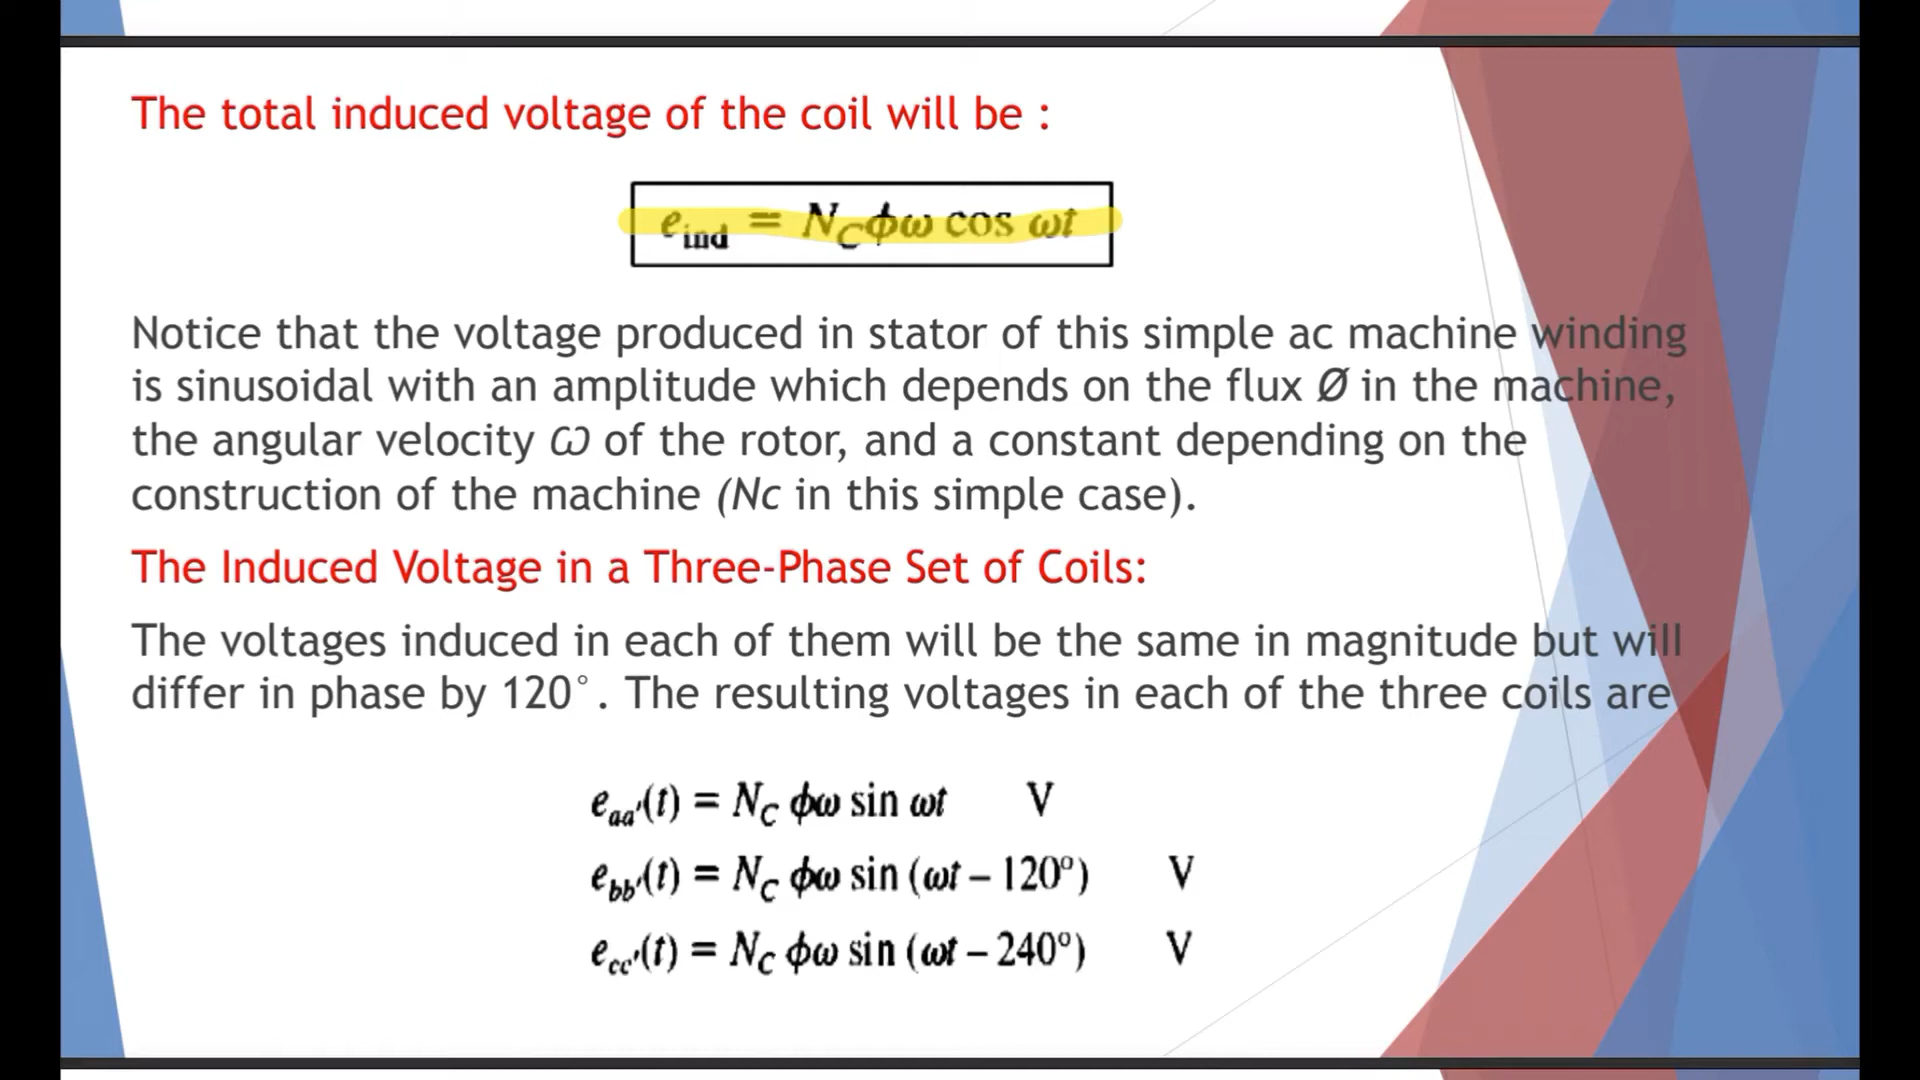 The total induced voltage of the coil will be :
e_ind = N_C ϕω cos ωt
Notice that the voltage produced in stator of this simple ac machine winding
is sinusoidal with an amplitude which depends on the flux Ø in the machine,
the angular velocity ω of the rotor, and a constant depending on the
construction of the machine (Nc in this simple case).
The Induced Voltage in a Three-Phase Set of Coils:
The voltages induced in each of them will be the same in magnitude but will
differ in phase by 120°. The resulting voltages in each of the three coils are
e_aa'(t) = N_C ϕω sin ωt V
e_bb'(t) = N_C ϕω sin (ωt – 120°) V
e_cc'(t) = N_C ϕω sin (ωt – 240°) V